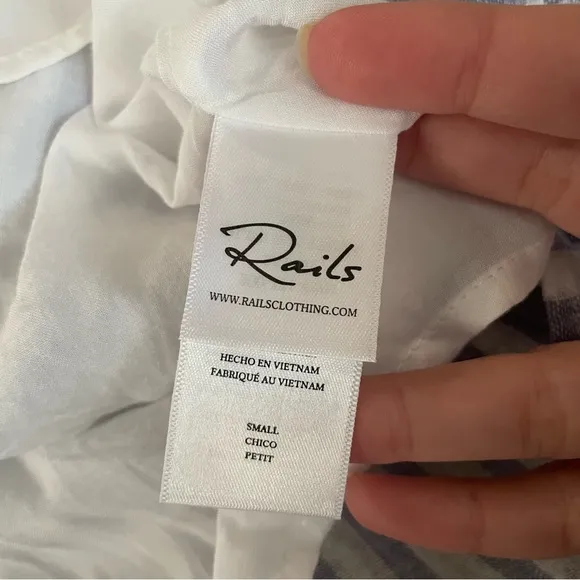 Rails
WWW.RAILSCLOTHING.COM
HECHO EN VIETNAM
FABRIQUÉ AU VIETNAM
SMALL
CHICO
PETIT